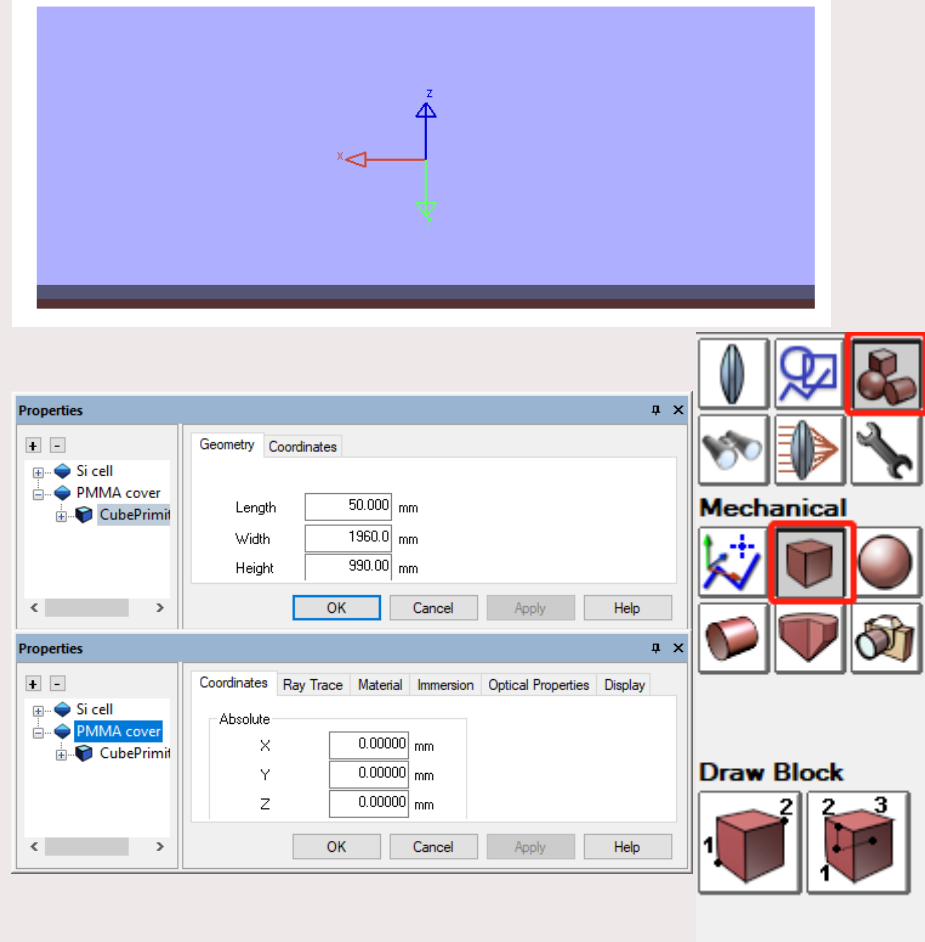 z
x
Y
Properties
Si cell
PMMA cover
CubePrimit
Geometry Coordinates
Length 50.000 mm
Width 1960.0 mm
Height 990.00 mm
OK Cancel Apply Help
Properties
Si cell
PMMA cover
CubePrimit
Coordinates Ray Trace Material Immersion Optical Properties Display
Absolute
X 0.00000 mm
Y 0.00000 mm
Z 0.00000 mm
OK Cancel Apply Help
Mechanical
Draw Block
1 2
2 3
1